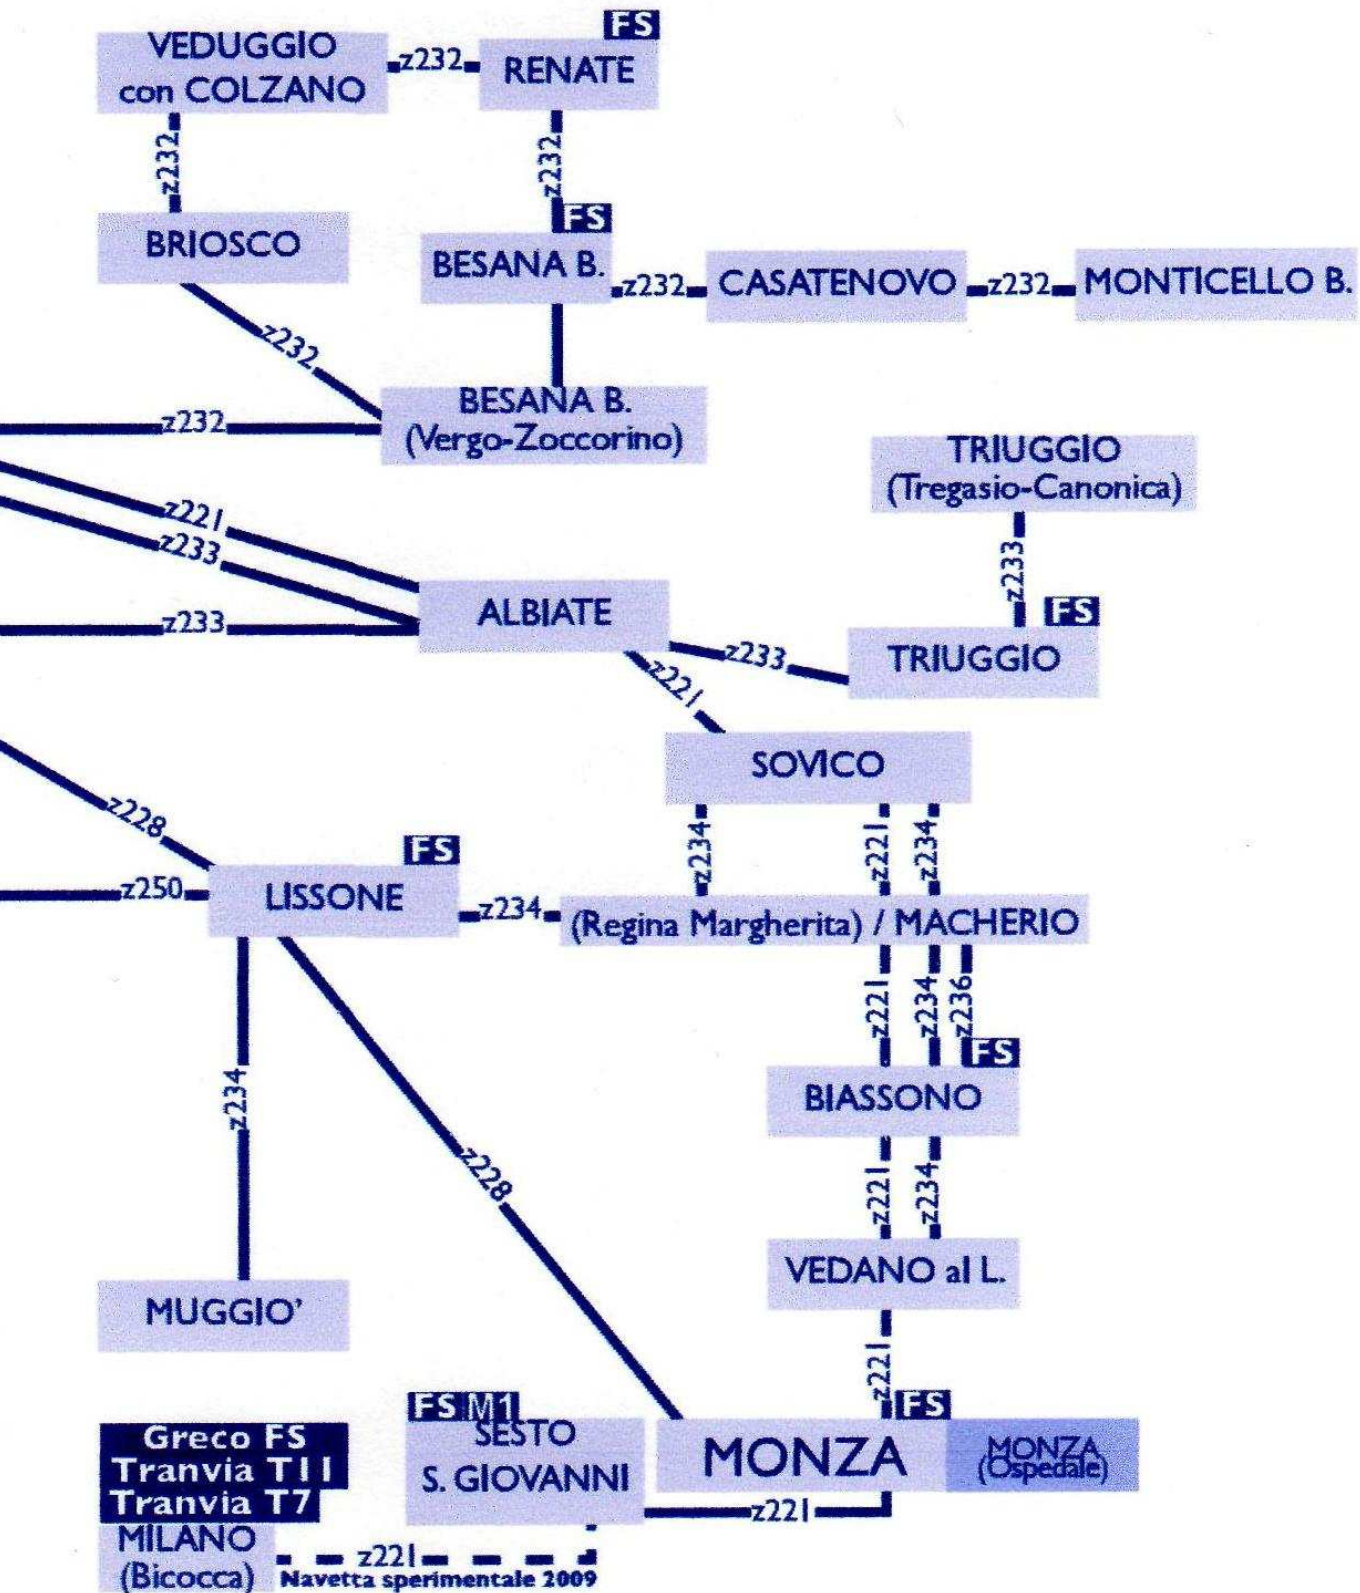 FS
VEDUGGIO
con COLZANO
z232
RENATE
z232
z232
FS
BRIOSCO
BESANA B.
z232
CASATENOVO
z232
MONTICELLO B.
z232
z232
BESANA B.
(Vergo-Zoccorino)
TRIUGGIO
(Tregasio-Canonica)
z221
z233
z233
z233
FS
ALBIATE
z233
TRIUGGIO
z221
SOVICO
z228
z234
z221
z234
FS
z250
LISSONE
z234
(Regina Margherita) / MACHERIO
z221
z234
z236
FS
BIASSONO
z234
z228
z221
z234
VEDANO al L.
MUGGIO'
z221
FS M1
FS
Greco FS
Tranvia T11
Tranvia T7
SESTO
S. GIOVANNI
MONZA
MONZA
(Ospedale)
z221
MILANO
(Bicocca)
z221
Navetta sperimentale 2009